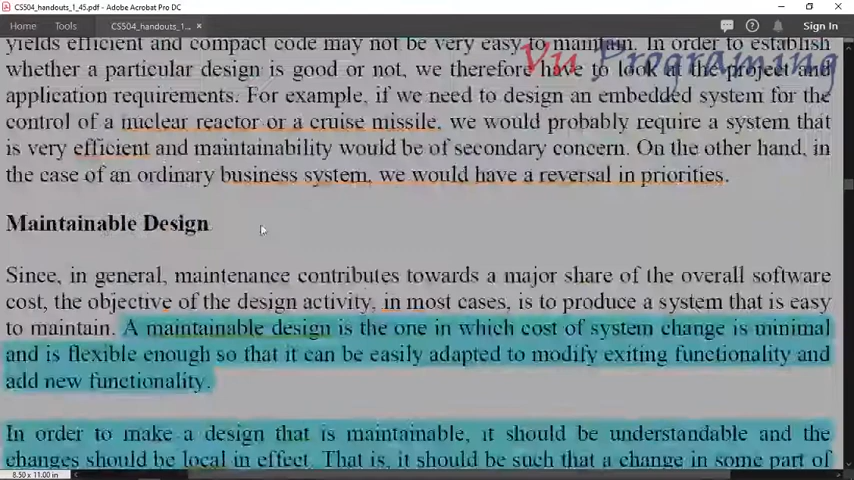 CS504_handouts_1_45.pdf - Adobe Acrobat Pro DC
Home Tools CS504_handouts_1... × Sign In
yields efficient and compact code may not be very easy to maintain. In order to establish
Vu Programing
whether a particular design is good or not, we therefore have to look at the project and
application requirements. For example, if we need to design an embedded system for the
control of a nuclear reactor or a cruise missile, we would probably require a system that
is very efficient and maintainability would be of secondary concern. On the other hand, in
the case of an ordinary business system, we would have a reversal in priorities.
Maintainable Design
Since, in general, maintenance contributes towards a major share of the overall software
cost, the objective of the design activity, in most cases, is to produce a system that is easy
to maintain. A maintainable design is the one in which cost of system change is minimal
and is flexible enough so that it can be easily adapted to modify exiting functionality and
add new functionality.
In order to make a design that is maintainable, it should be understandable and the
changes should be local in effect. That is, it should be such that a change in some part of
8.50 x 11.00 in